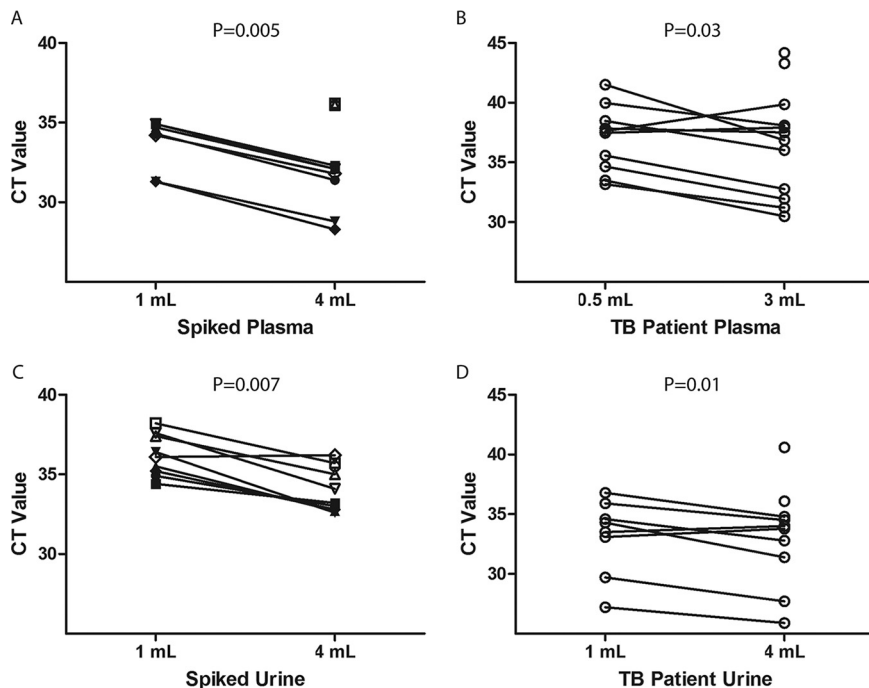 A
P=0.005
40
35
30
CT Value
1 mL
4 mL
Spiked Plasma
B
P=0.03
45
40
35
30
CT Value
0.5 mL
3 mL
TB Patient Plasma
C
P=0.007
40
35
30
CT Value
1 mL
4 mL
Spiked Urine
D
P=0.01
45
40
35
30
CT Value
1 mL
4 mL
TB Patient Urine